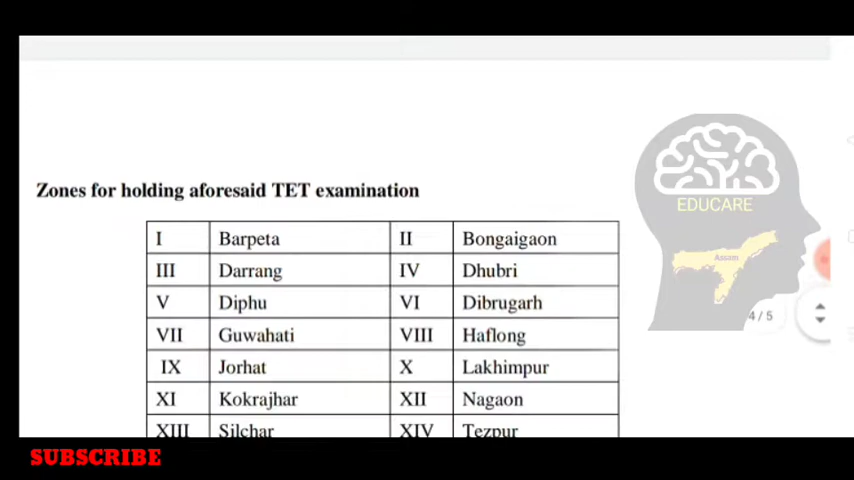 Zones for holding aforesaid TET examination
I Barpeta II Bongaigaon
III Darrang IV Dhubri
V Diphu VI Dibrugarh
VII Guwahati VIII Haflong
IX Jorhat X Lakhimpur
XI Kokrajhar XII Nagaon
XIII Silchar XIV Tezpur
EDUCARE
Assam
4 / 5
SUBSCRIBE